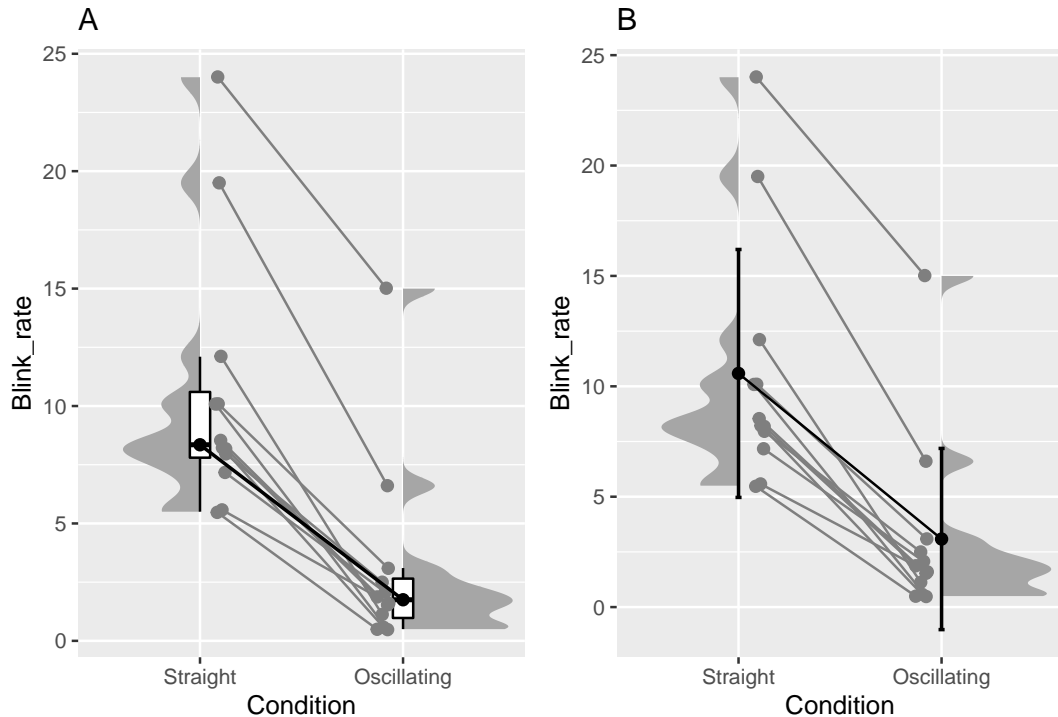 A
25
20
15
10
5
0
Blink_rate
Straight
Oscillating
Condition
B
25
20
15
10
5
0
Blink_rate
Straight
Oscillating
Condition